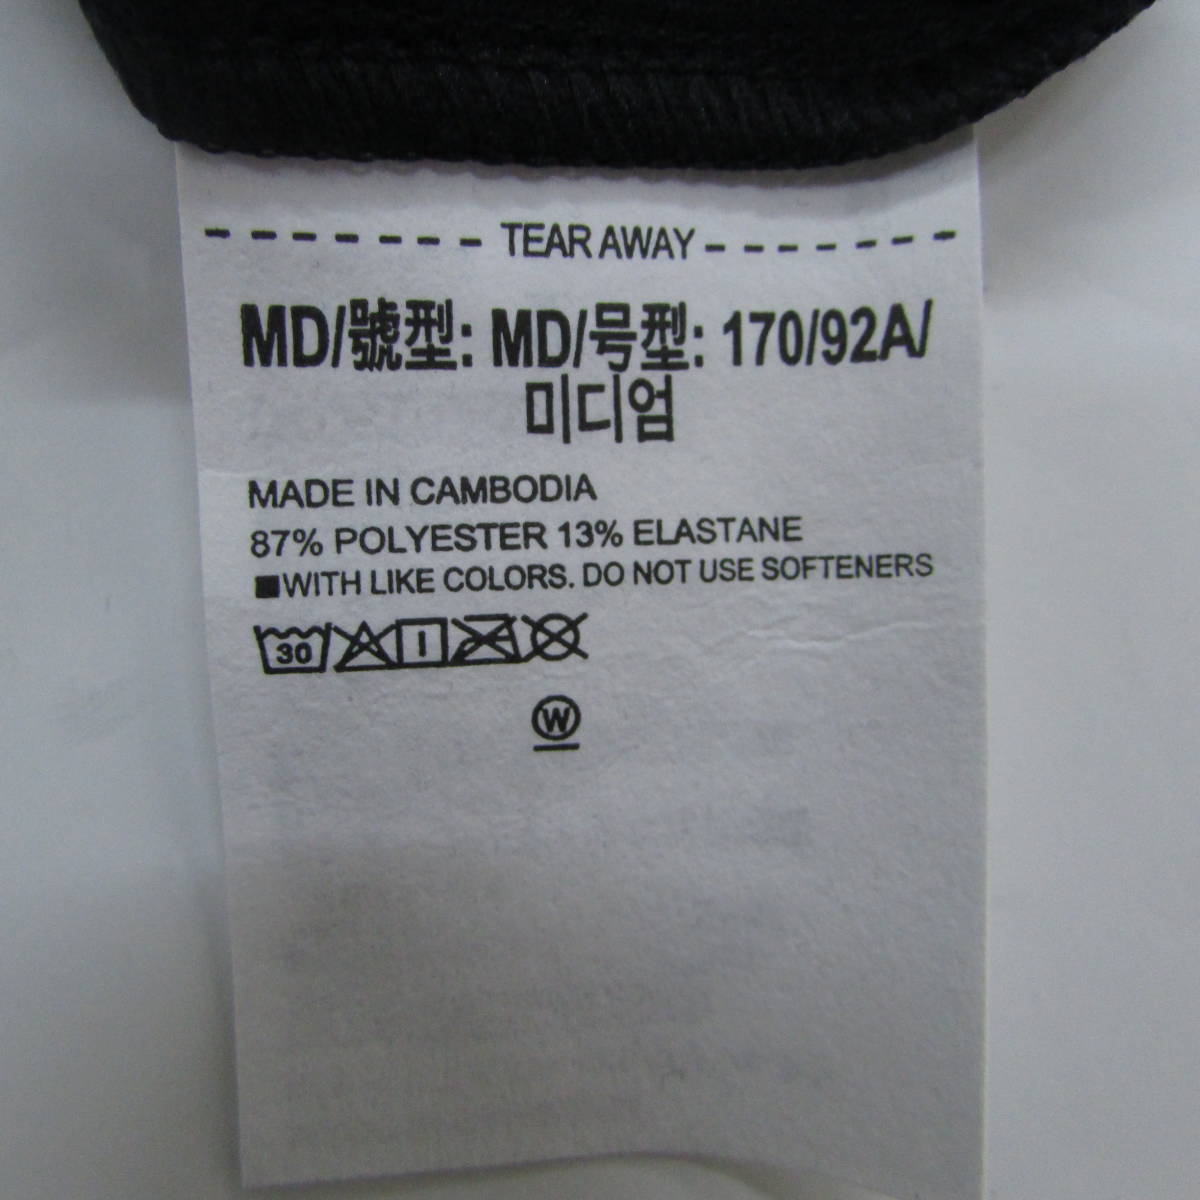 TEAR AWAY
MD/號型: MD/号型: 170/92A/
미디엄
MADE IN CAMBODIA
87% POLYESTER 13% ELASTANE
■WITH LIKE COLORS. DO NOT USE SOFTENERS
30
W